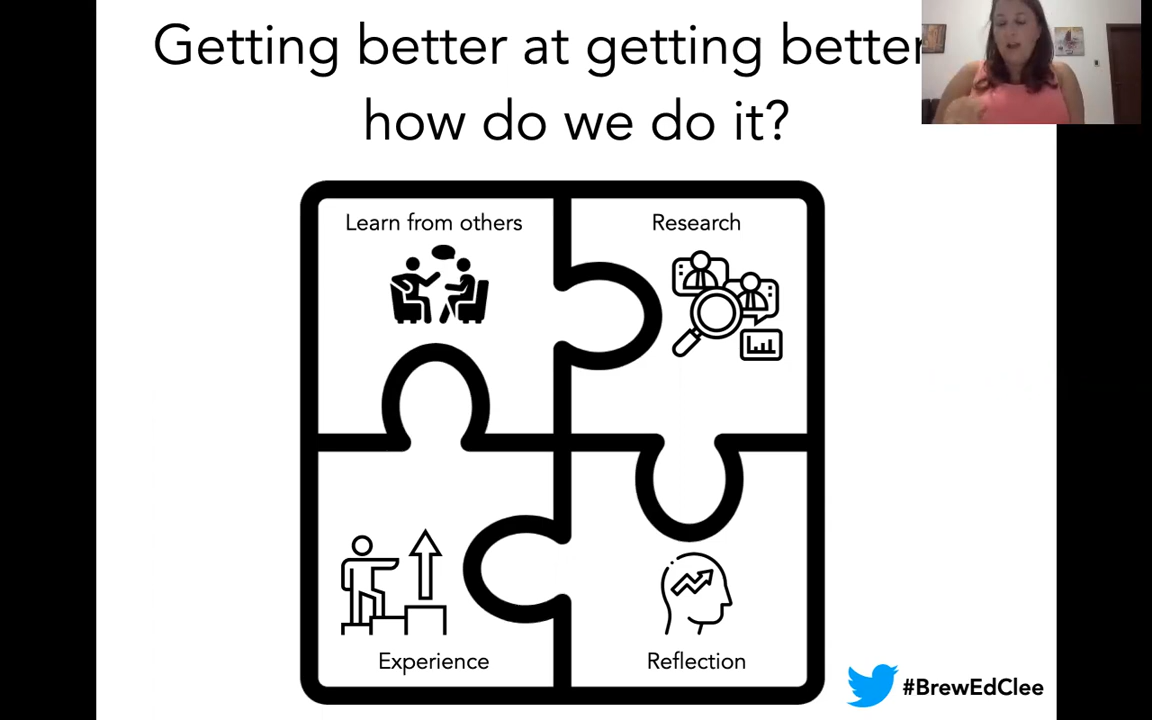 Getting better at getting better
how do we do it?
Learn from others
Research
Experience
Reflection
#BrewEdClee